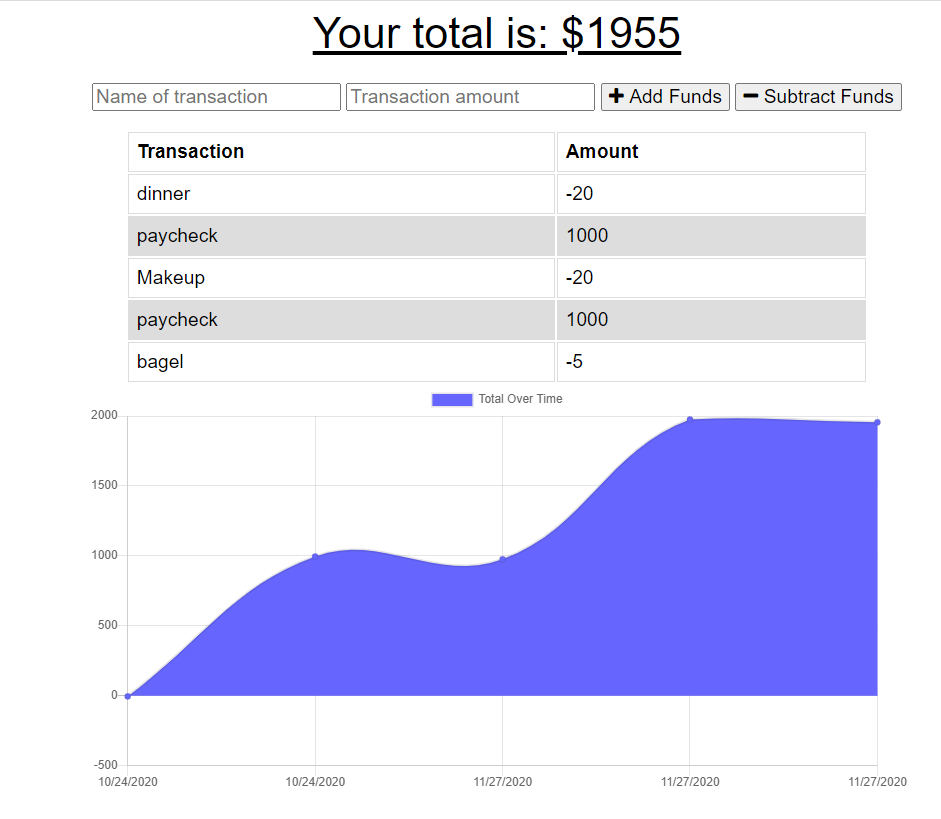 Your total is: $1955
Name of transaction Transaction amount Add Funds Subtract Funds
Transaction Amount
dinner -20
paycheck 1000
Makeup -20
paycheck 1000
bagel -5
Total Over Time
2000
1500
1000
500
0
-500
10/24/2020 10/24/2020 11/27/2020 11/27/2020 11/27/2020